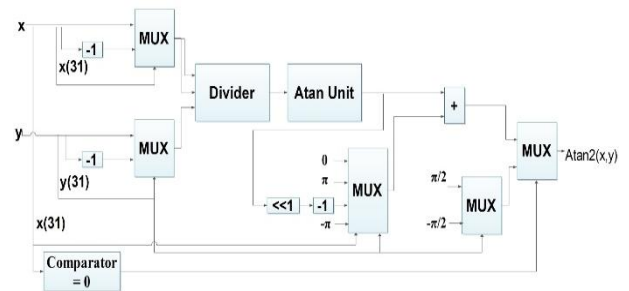 x
-1
MUX
x(31)
Divider
Atan Unit
+
y
-1
MUX
y(31)
0
π
MUX
<<1
-1
-π
π/2
MUX
-π/2
MUX
Atan2(x,y)
x(31)
Comparator
= 0